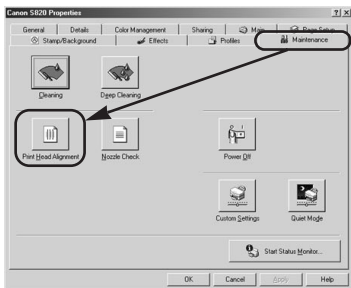 Canon S820 Properties
General Details Color Management Sharing Main Page Setup
Stamp/Background Effects Profiles Maintenance
Cleaning Deep Cleaning
Print Head Alignment Nozzle Check Power Off
Custom Settings Quiet Mode
Start Status Monitor...
OK Cancel Apply Help